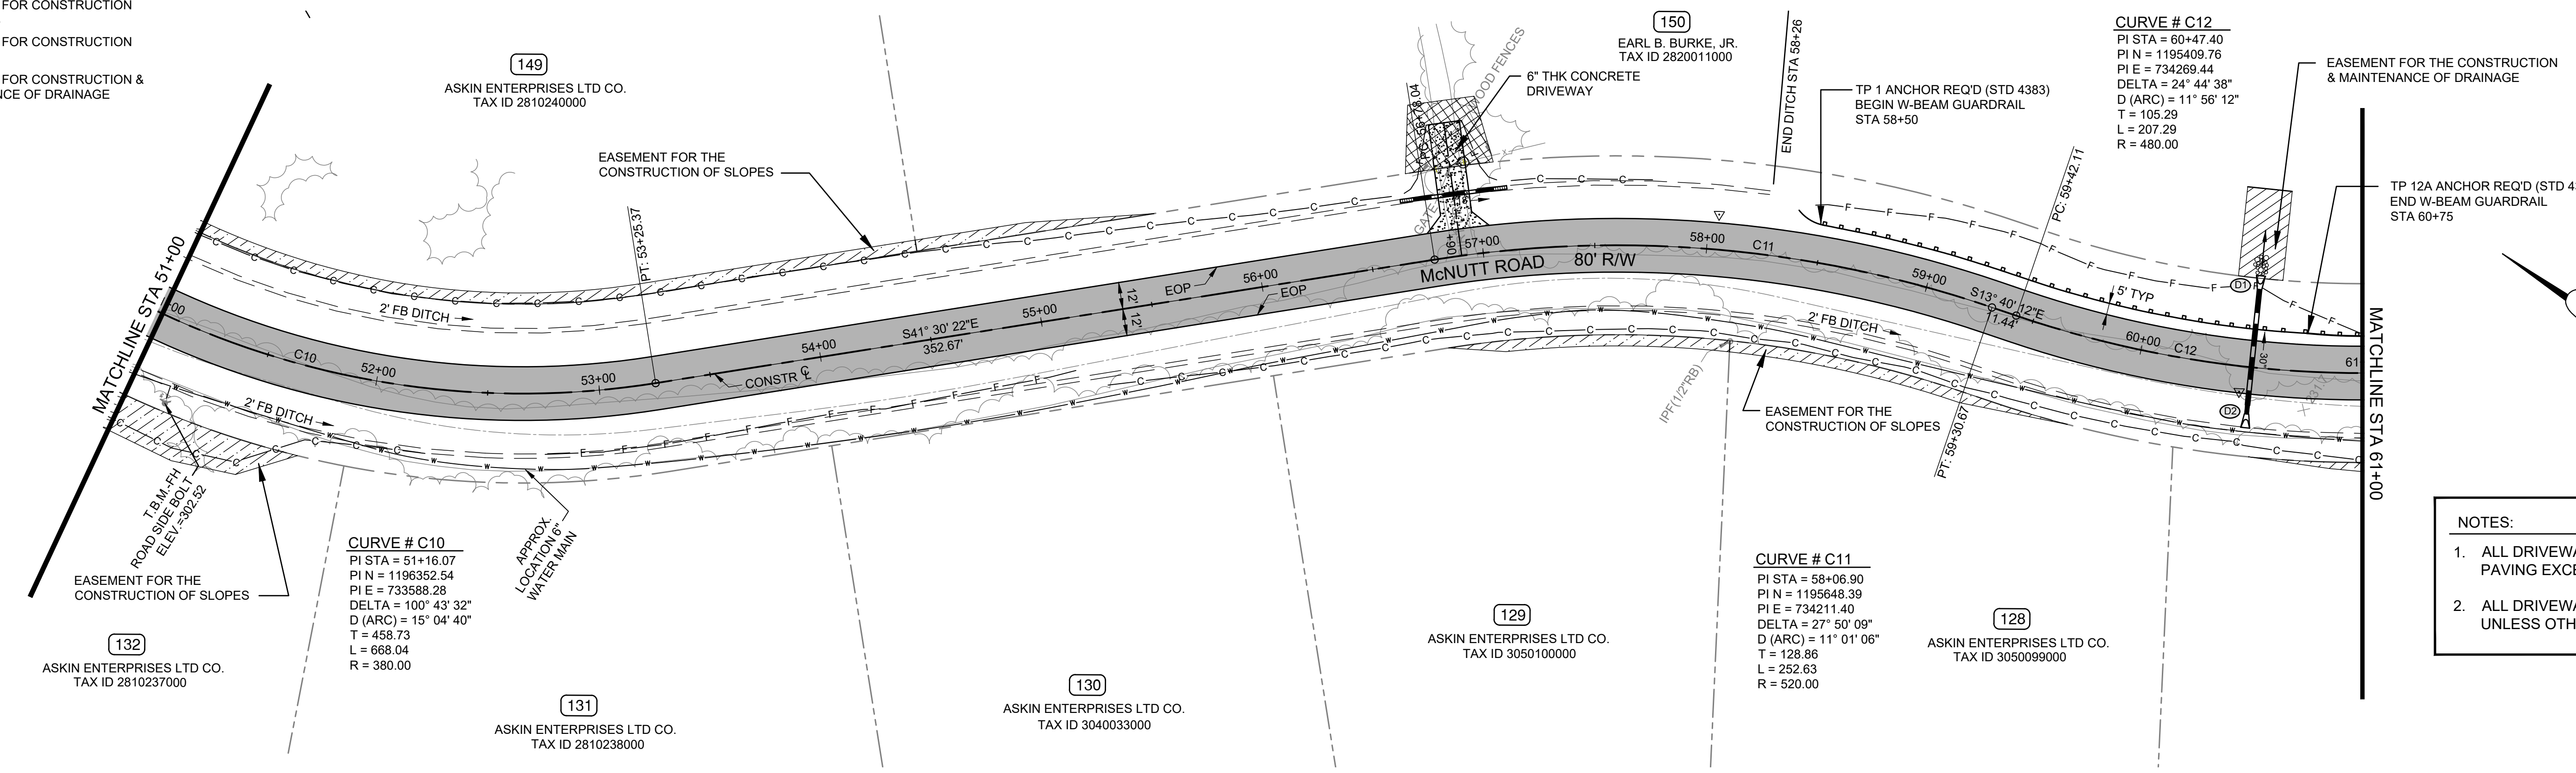 FOR CONSTRUCTION
FOR CONSTRUCTION
FOR CONSTRUCTION &
NCE OF DRAINAGE
149
ASKIN ENTERPRISES LTD CO.
TAX ID 2810240000
EASEMENT FOR THE
CONSTRUCTION OF SLOPES
150
EARL B. BURKE, JR.
TAX ID 2820011000
6" THK CONCRETE
DRIVEWAY
WOOD FENCES
GATE
PC: 56+78.04
END DITCH STA 58+26
TP 1 ANCHOR REQ'D (STD 4383)
BEGIN W-BEAM GUARDRAIL
STA 58+50
CURVE # C12
PI STA = 60+47.40
PI N = 1195409.76
PI E = 734269.44
DELTA = 24° 44' 38"
D (ARC) = 11° 56' 12"
T = 105.29
L = 207.29
R = 480.00
EASEMENT FOR THE CONSTRUCTION
& MAINTENANCE OF DRAINAGE
TP 12A ANCHOR REQ'D (STD 43
END W-BEAM GUARDRAIL
STA 60+75
MATCHLINE STA 51+00
2' FB DITCH
PT: 53+25.37
C10
52+00
53+00
54+00
S41° 30' 22"E
352.67'
CONSTR ℄
55+00
12'
12'
EOP
56+00
EOP
57+00
McNUTT ROAD 80' R/W
58+00
C11
59+00
S13° 40' 12"E
11.44'
PC: 59+42.11
5' TYP
60+00
C12
D1
D2
30"
61
MATCHLINE STA 61+00
2' FB DITCH
2' FB DITCH
IPF(1/2"RB)
EASEMENT FOR THE
CONSTRUCTION OF SLOPES
PT: 59+30.67
T.B.M.-FH
ROAD SIDE BOLT
ELEV.=302.52
EASEMENT FOR THE
CONSTRUCTION OF SLOPES
APPROX.
LOCATION 6"
WATER MAIN
CURVE # C10
PI STA = 51+16.07
PI N = 1196352.54
PI E = 733588.28
DELTA = 100° 43' 32"
D (ARC) = 15° 04' 40"
T = 458.73
L = 668.04
R = 380.00
132
ASKIN ENTERPRISES LTD CO.
TAX ID 2810237000
131
ASKIN ENTERPRISES LTD CO.
TAX ID 2810238000
130
ASKIN ENTERPRISES LTD CO.
TAX ID 3040033000
129
ASKIN ENTERPRISES LTD CO.
TAX ID 3050100000
CURVE # C11
PI STA = 58+06.90
PI N = 1195648.39
PI E = 734211.40
DELTA = 27° 50' 09"
D (ARC) = 11° 01' 06"
T = 128.86
L = 252.63
R = 520.00
128
ASKIN ENTERPRISES LTD CO.
TAX ID 3050099000
NOTES:
1. ALL DRIVEWA
PAVING EXCE
2. ALL DRIVEWA
UNLESS OTH